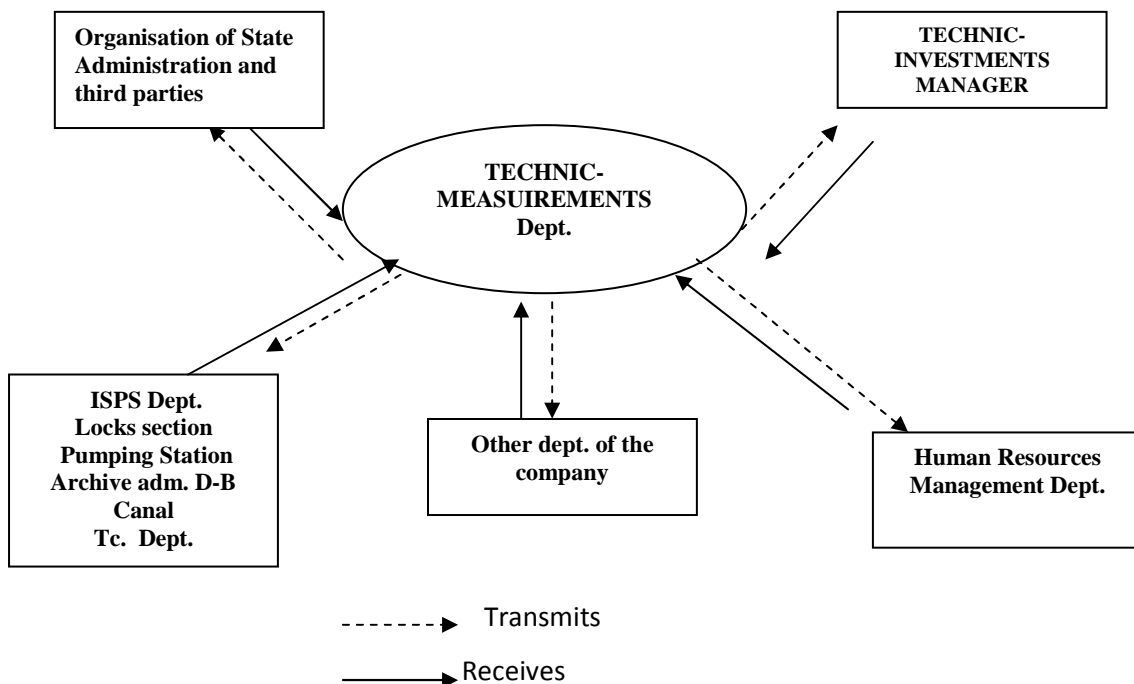 Organisation of State
Administration and
third parties
TECHNIC-
INVESTMENTS
MANAGER
TECHNIC-
MEASUIREMENTS
Dept.
ISPS Dept.
Locks section
Pumping Station
Archive adm. D-B
Canal
Tc. Dept.
Other dept. of the
company
Human Resources
Management Dept.
Transmits
Receives